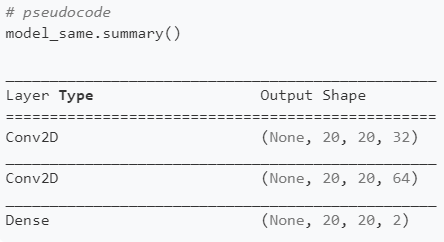 # pseudocode
model_same.summary()
Layer Type Output Shape
Conv2D (None, 20, 20, 32)
Conv2D (None, 20, 20, 64)
Dense (None, 20, 20, 2)